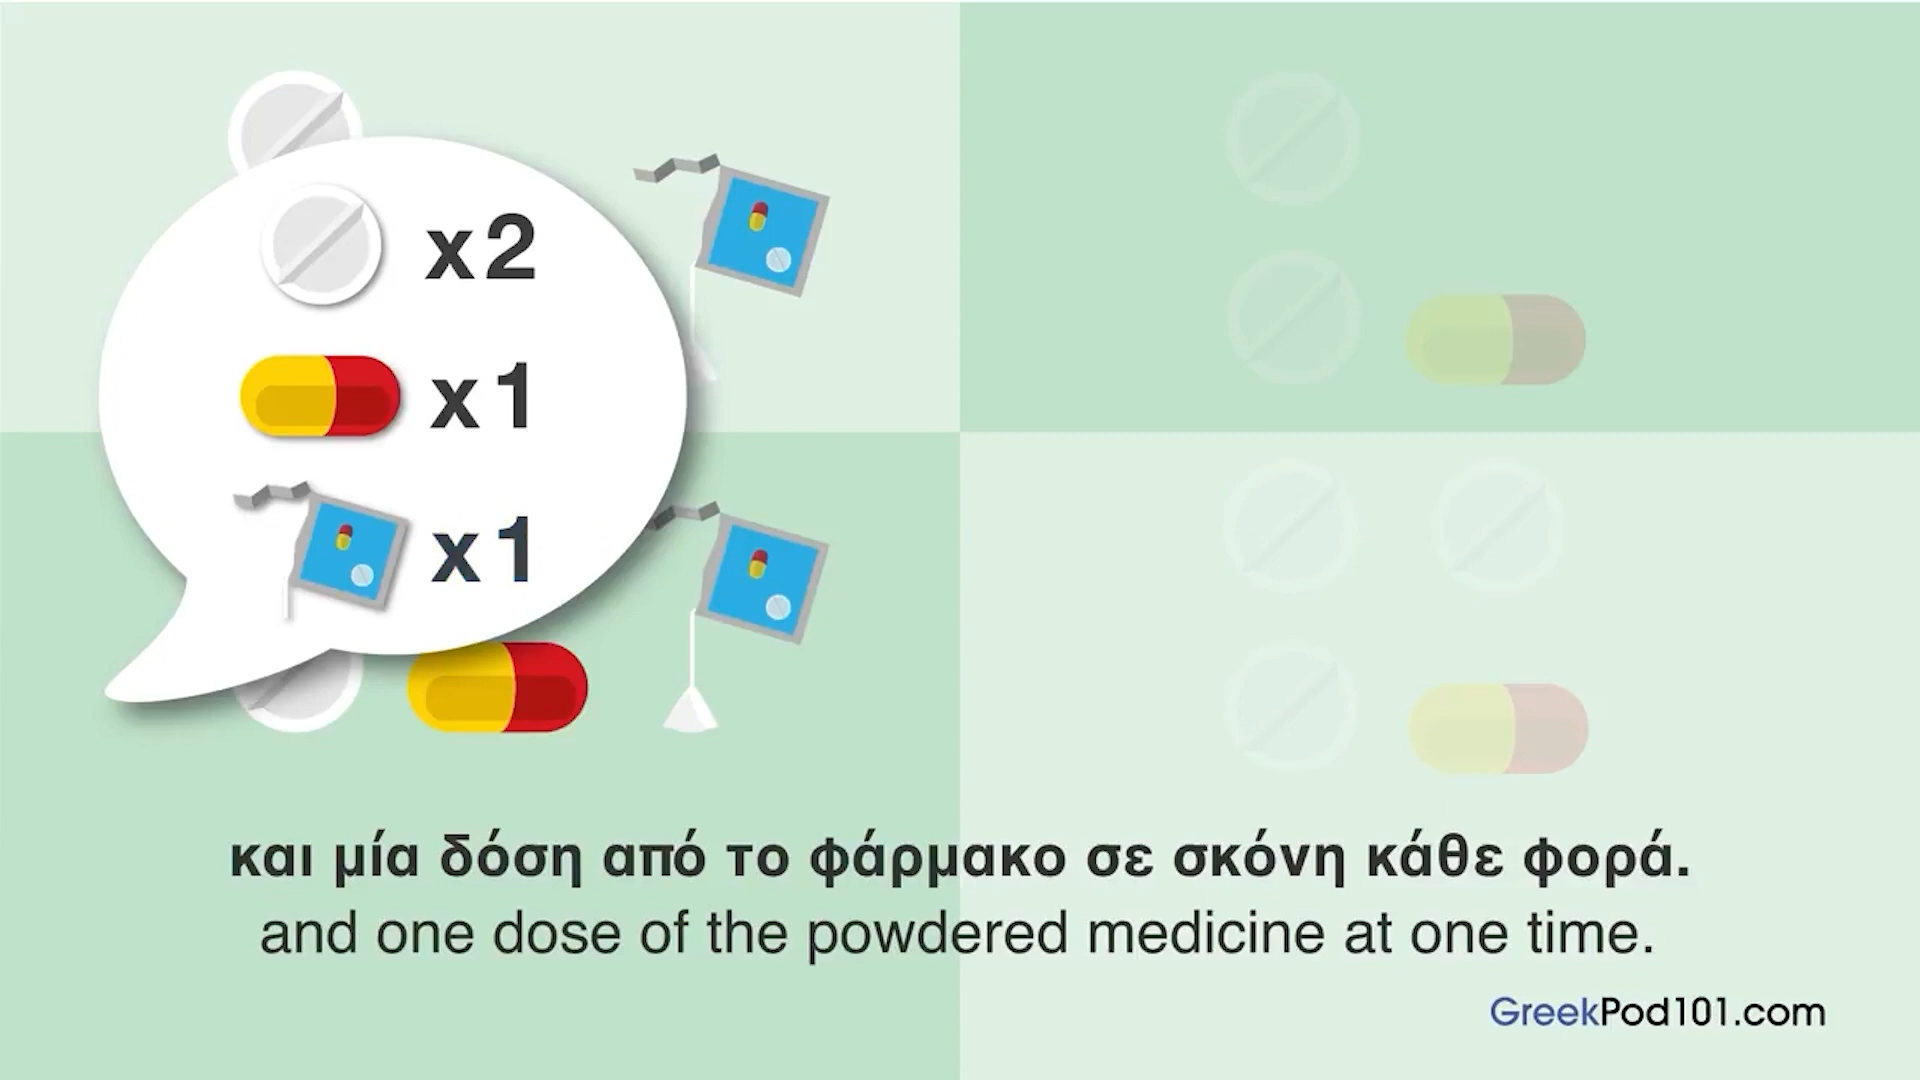 x2
x1
x1
και μία δόση από το φάρμακο σε σκόνη κάθε φορά.
and one dose of the powdered medicine at one time.
GreekPod101.com